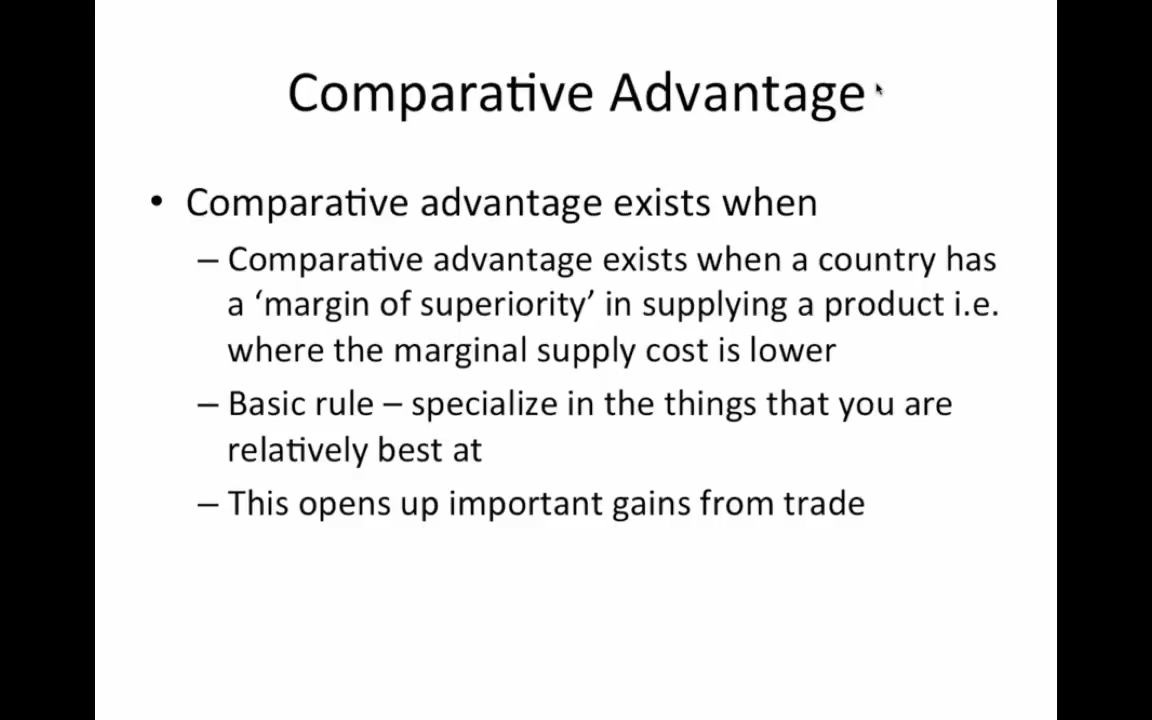 Comparative Advantage
• Comparative advantage exists when
– Comparative advantage exists when a country has
a ‘margin of superiority’ in supplying a product i.e.
where the marginal supply cost is lower
– Basic rule – specialize in the things that you are
relatively best at
– This opens up important gains from trade